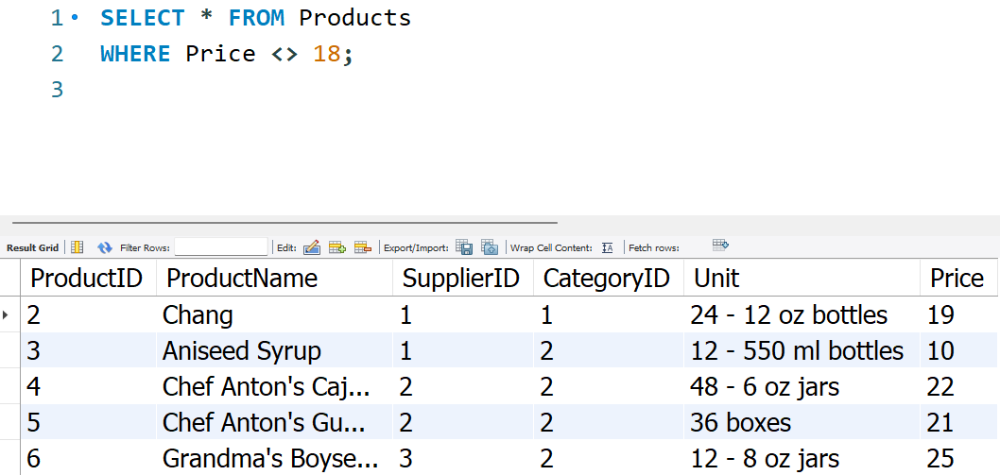 1 SELECT * FROM Products
2 WHERE Price <> 18;
3
Result Grid Filter Rows: Edit: Export/Import: Wrap Cell Content: Fetch rows:
ProductID ProductName SupplierID CategoryID Unit Price
2 Chang 1 1 24 - 12 oz bottles 19
3 Aniseed Syrup 1 2 12 - 550 ml bottles 10
4 Chef Anton's Caj... 2 2 48 - 6 oz jars 22
5 Chef Anton's Gu... 2 2 36 boxes 21
6 Grandma's Boyse... 3 2 12 - 8 oz jars 25